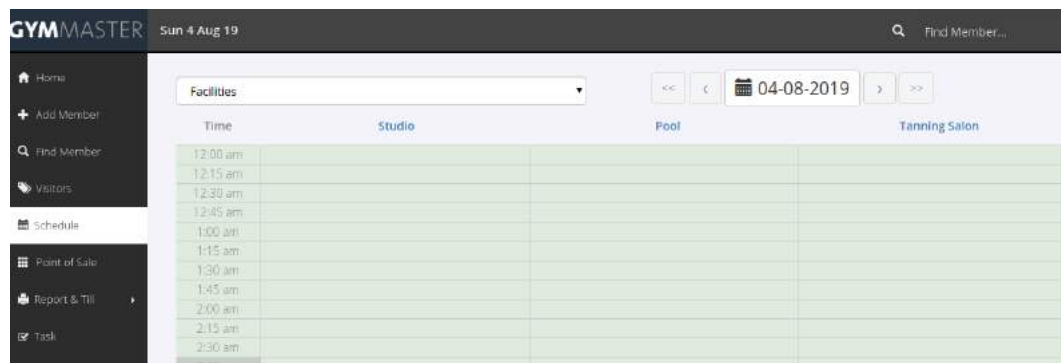 GYMMASTER Sun 4 Aug 19 Find Member...
Home
Add Member
Find Member
Visitors
Schedule
Point of Sale
Report & Till
Task
Facilities << < 04-08-2019 > >>
Time Studio Pool Tanning Salon
12:00 am
12:15 am
12:30 am
12:45 am
1:00 am
1:15 am
1:30 am
1:45 am
2:00 am
2:15 am
2:30 am